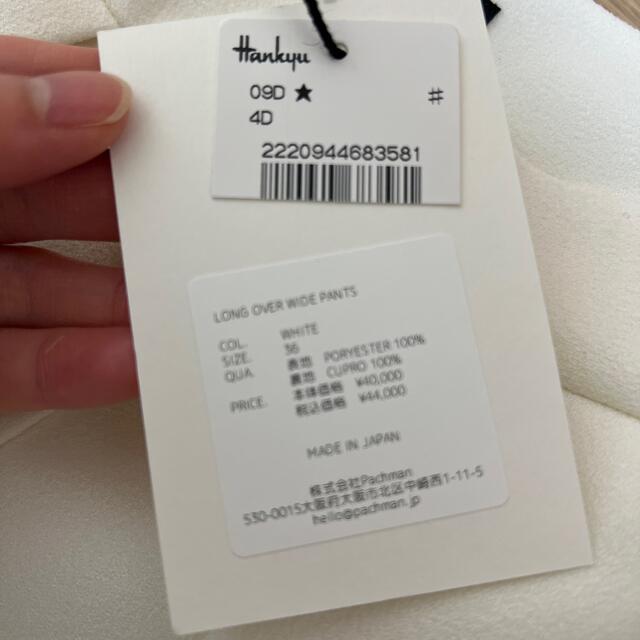 Hankyu
09D ★ #
4D
2220944683581
LONG OVER WIDE PANTS
COL. WHITE
SIZE. 36
QUA. 表地 PORYESTER 100%
裏地 CUPRO 100%
PRICE. 本体価格 ¥40,000
税込価格 ¥44,000
MADE IN JAPAN
株式会社Pachman
530-0015大阪府大阪市北区中崎西1-11-5
hello@pachman.jp